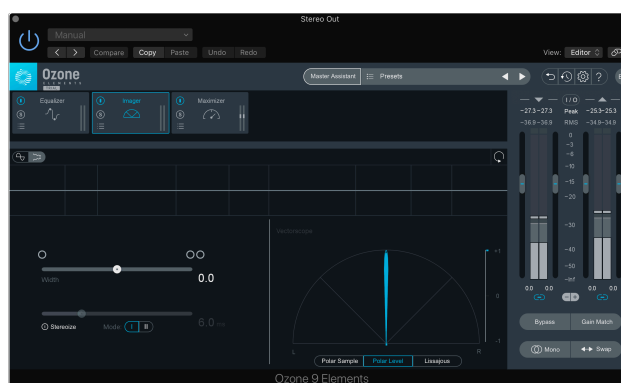 Stereo Out
Manual
Compare Copy Paste Undo Redo
View: Editor
Ozone
ELEMENTS
Master Assistant Presets
I / O
Equalizer
Imager
Maximizer
S S S
-27.3 -27.3 Peak -25.3 -25.3
-36.9 -36.9 RMS -34.9 -34.9
0
-3
-6
-10
-15
-20
-30
-40
-50
-Inf
0.0 0.0 0.0 0.0
Vectorscope
+1
0
-1
L R
Width 0.0
Stereoize Mode: I II 6.0 ms
Polar Sample Polar Level Lissajous
Bypass Gain Match
Mono Swap
Ozone 9 Elements